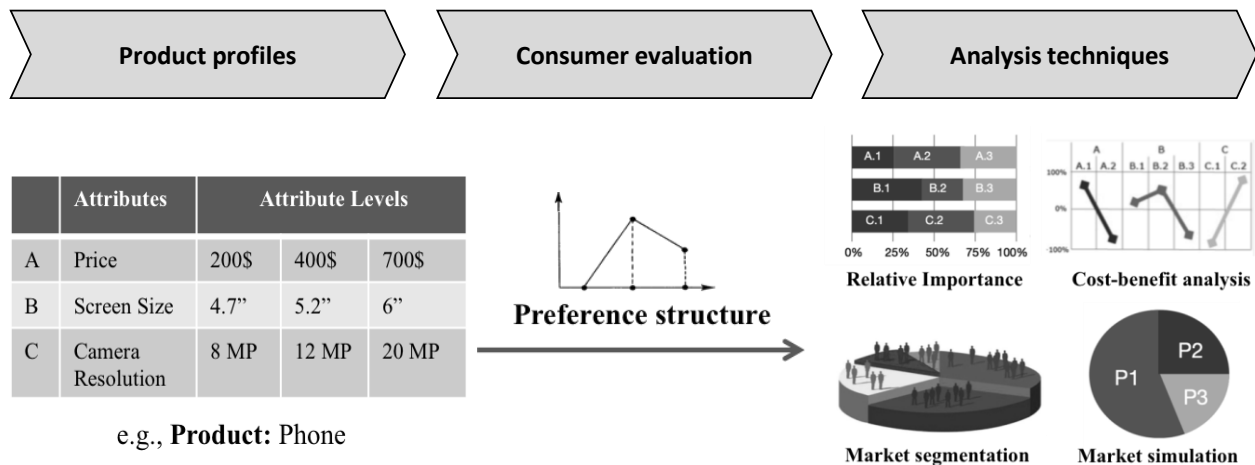 Product profiles
Consumer evaluation
Analysis techniques
Attributes Attribute Levels
A Price 200$ 400$ 700$
B Screen Size 4.7” 5.2” 6”
C Camera Resolution 8 MP 12 MP 20 MP
e.g., Product: Phone
Preference structure
A.1 A.2 A.3
B.1 B.2 B.3
C.1 C.2 C.3
0% 25% 50% 75% 100%
Relative Importance
A B C
A.1 A.2 B.1 B.2 B.3 C.1 C.2
100%
0%
-100%
Cost-benefit analysis
Market segmentation
P1 P2
P3
Market simulation